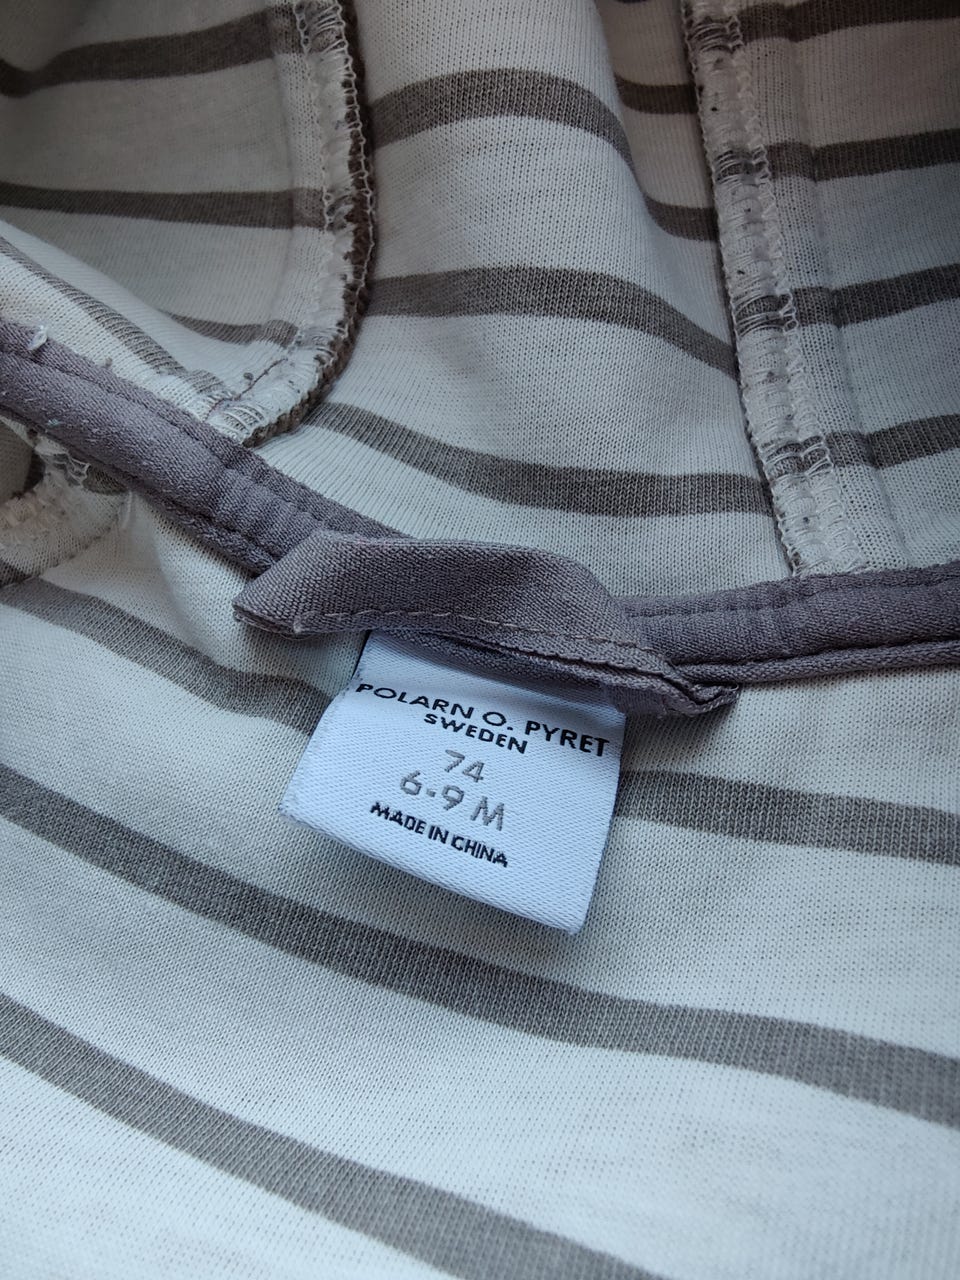 POLARN O. PYRET
SWEDEN
74
6-9 M
MADE IN CHINA